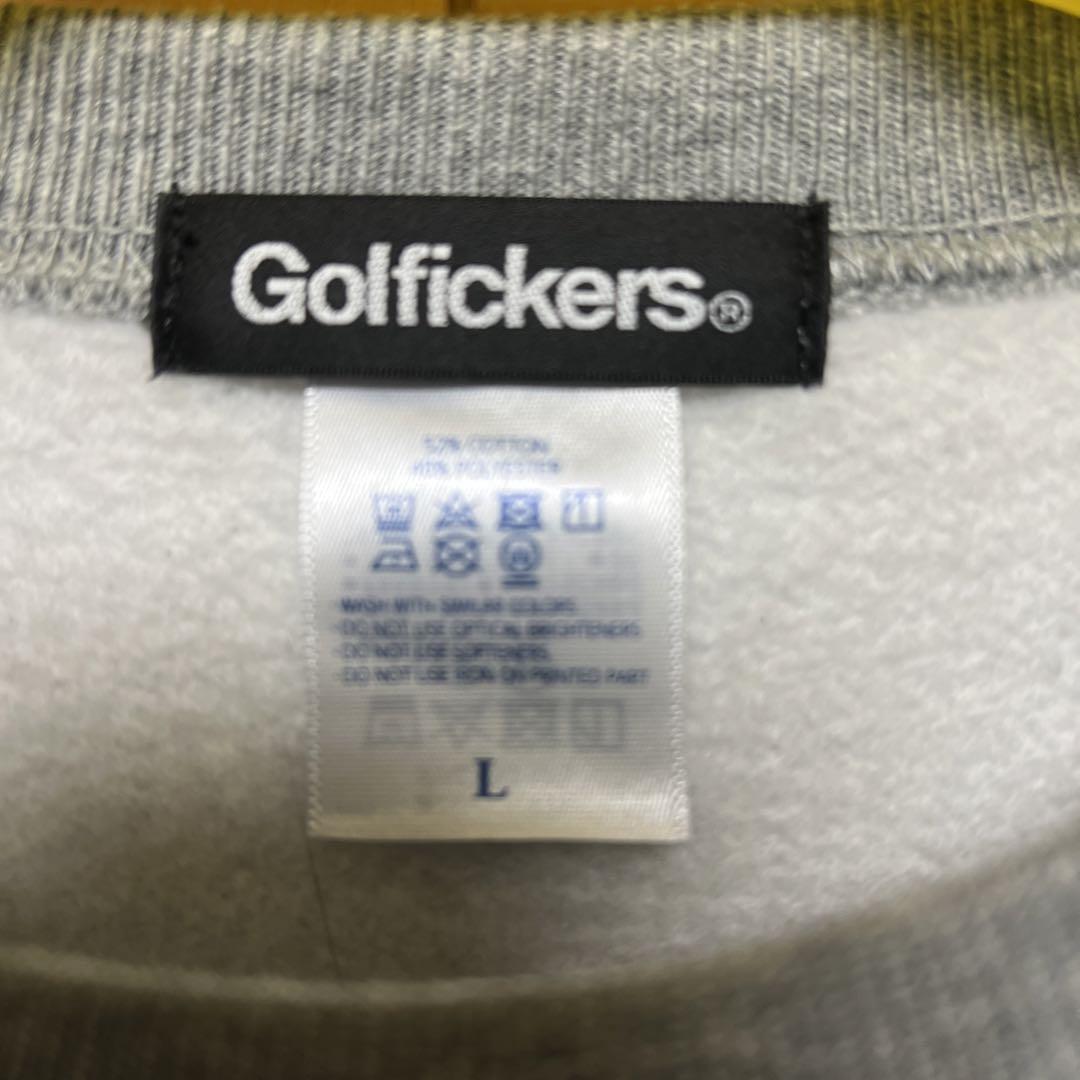 Golfickers®
52% COTTON
48% POLYESTER
·WASH WITH SIMILAR COLORS.
·DO NOT USE OPTICAL BRIGHTENERS
·DO NOT USE SOFTENERS.
·DO NOT USE IRON ON PRINTED PART
L